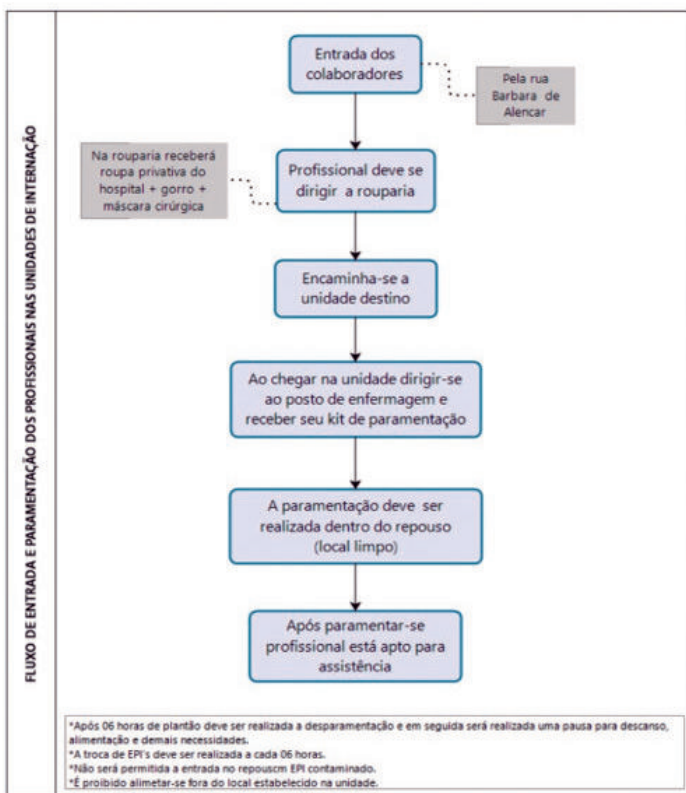 FLUXO DE ENTRADA E PARAMENTAÇÃO DOS PROFISSIONAIS NAS UNIDADES DE INTERNAÇÃO
Entrada dos
colaboradores
Pela rua
Barbara de
Alencar
Na rouparia receberá
roupa privativa do
hospital + gorro +
máscara cirúrgica
Profissional deve se
dirigir a rouparia
Encaminha-se a
unidade destino
Ao chegar na unidade dirigir-se
ao posto de enfermagem e
receber seu kit de paramentação
A paramentação deve ser
realizada dentro do repouso
(local limpo)
Após paramentar-se
profissional está apto para
assistência
*Após 06 horas de plantão deve ser realizada a desparamentação e em seguida será realizada uma pausa para descanso,
alimentação e demais necessidades.
*A troca de EPI's deve ser realizada a cada 06 horas.
*Não será permitida a entrada no repouscm EPI contaminado.
*É proibido alimetar-se fora do local estabelecido na unidade.